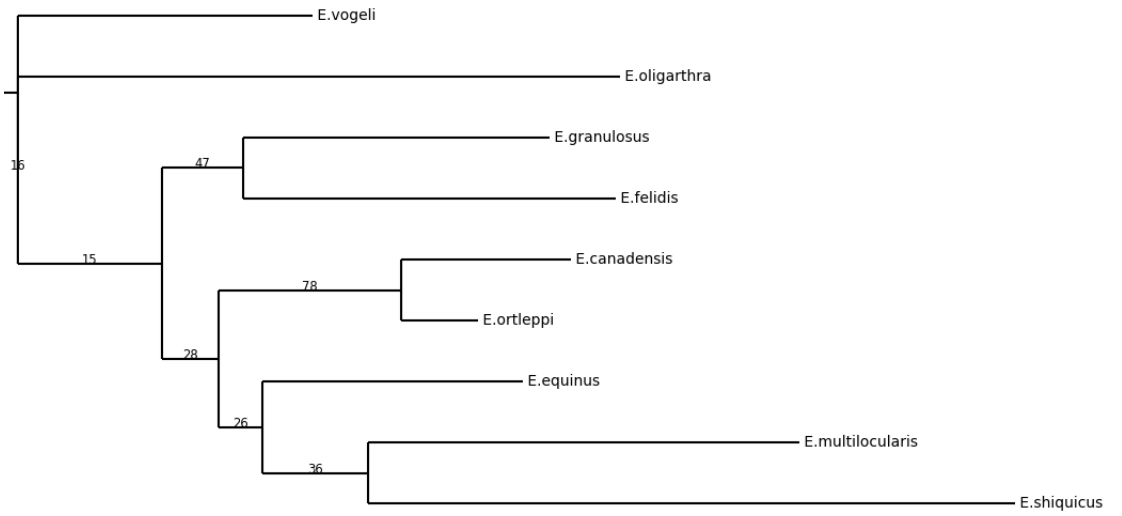 E.vogeli
E.oligarthra
E.granulosus
16
47
E.felidis
15
E.canadensis
78
E.ortleppi
28
E.equinus
26
E.multilocularis
36
E.shiquicus